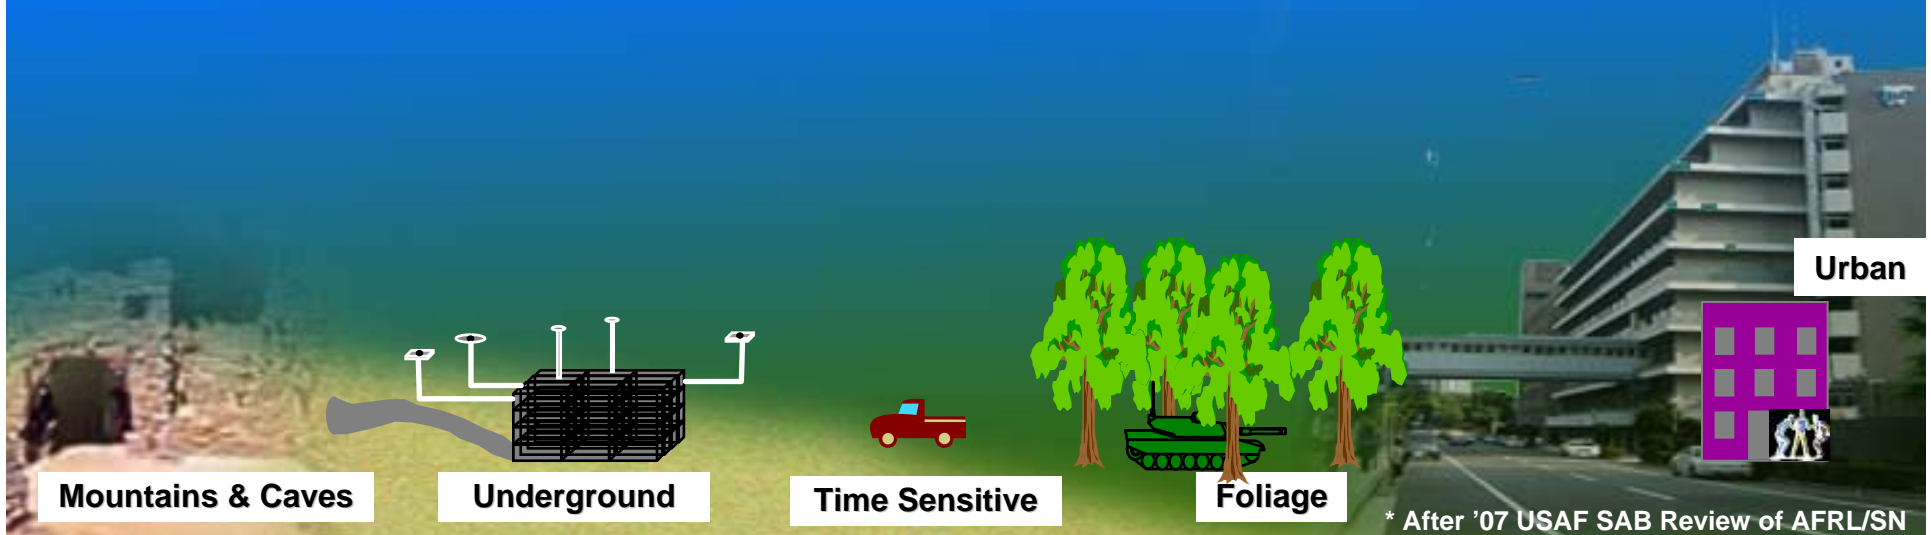 Urban
Mountains & Caves
Underground
Time Sensitive
Foliage
* After ’07 USAF SAB Review of AFRL/SN